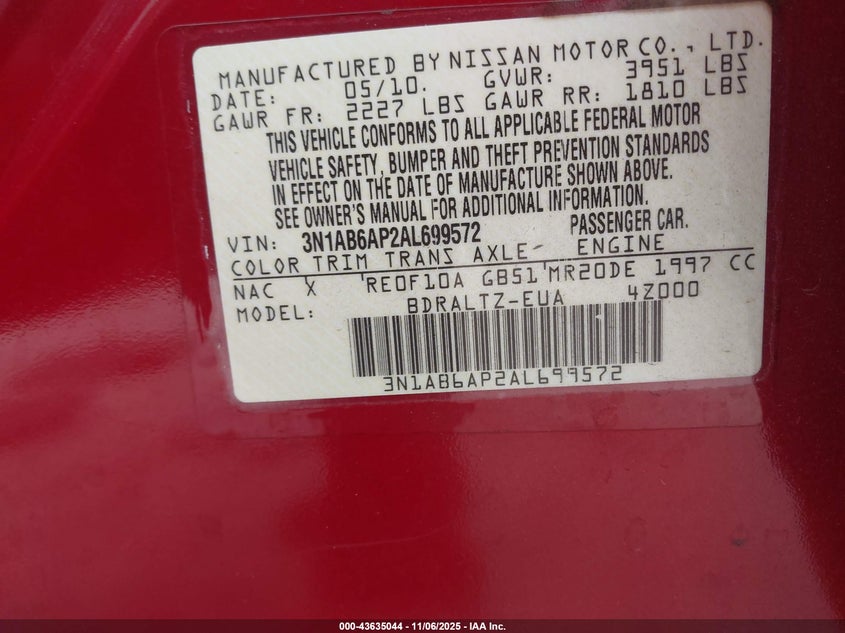 MANUFACTURED BY NISSAN MOTOR CO., LTD.
DATE: 05/10. GVWR: 3951 LBS
GAWR FR: 2227 LBS GAWR RR: 1810 LBS
THIS VEHICLE CONFORMS TO ALL APPLICABLE FEDERAL MOTOR
VEHICLE SAFETY, BUMPER AND THEFT PREVENTION STANDARDS
IN EFFECT ON THE DATE OF MANUFACTURE SHOWN ABOVE.
SEE OWNER'S MANUAL FOR ADDITIONAL INFORMATION.
VIN: 3N1AB6AP2AL699572 PASSENGER CAR.
COLOR TRIM TRANS AXLE ENGINE
NAC X RE0F10A GB51 MR20DE 1997 CC
MODEL: BDRALTZ-EUA 4Z000
3N1AB6AP2AL699572
000-43635044 - 11/06/2025 - IAA Inc.